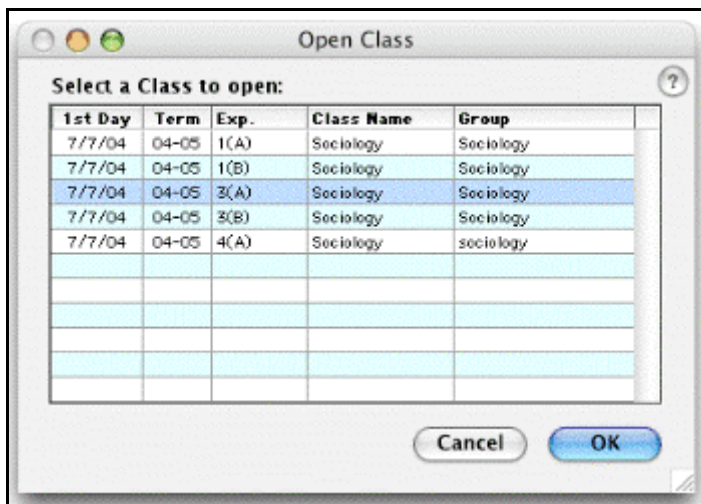 Open Class
Select a Class to open:
?
1st Day Term Exp. Class Name Group
7/7/04 04-05 1(A) Sociology Sociology
7/7/04 04-05 1(B) Sociology Sociology
7/7/04 04-05 3(A) Sociology Sociology
7/7/04 04-05 3(B) Sociology Sociology
7/7/04 04-05 4(A) Sociology sociology
Cancel OK